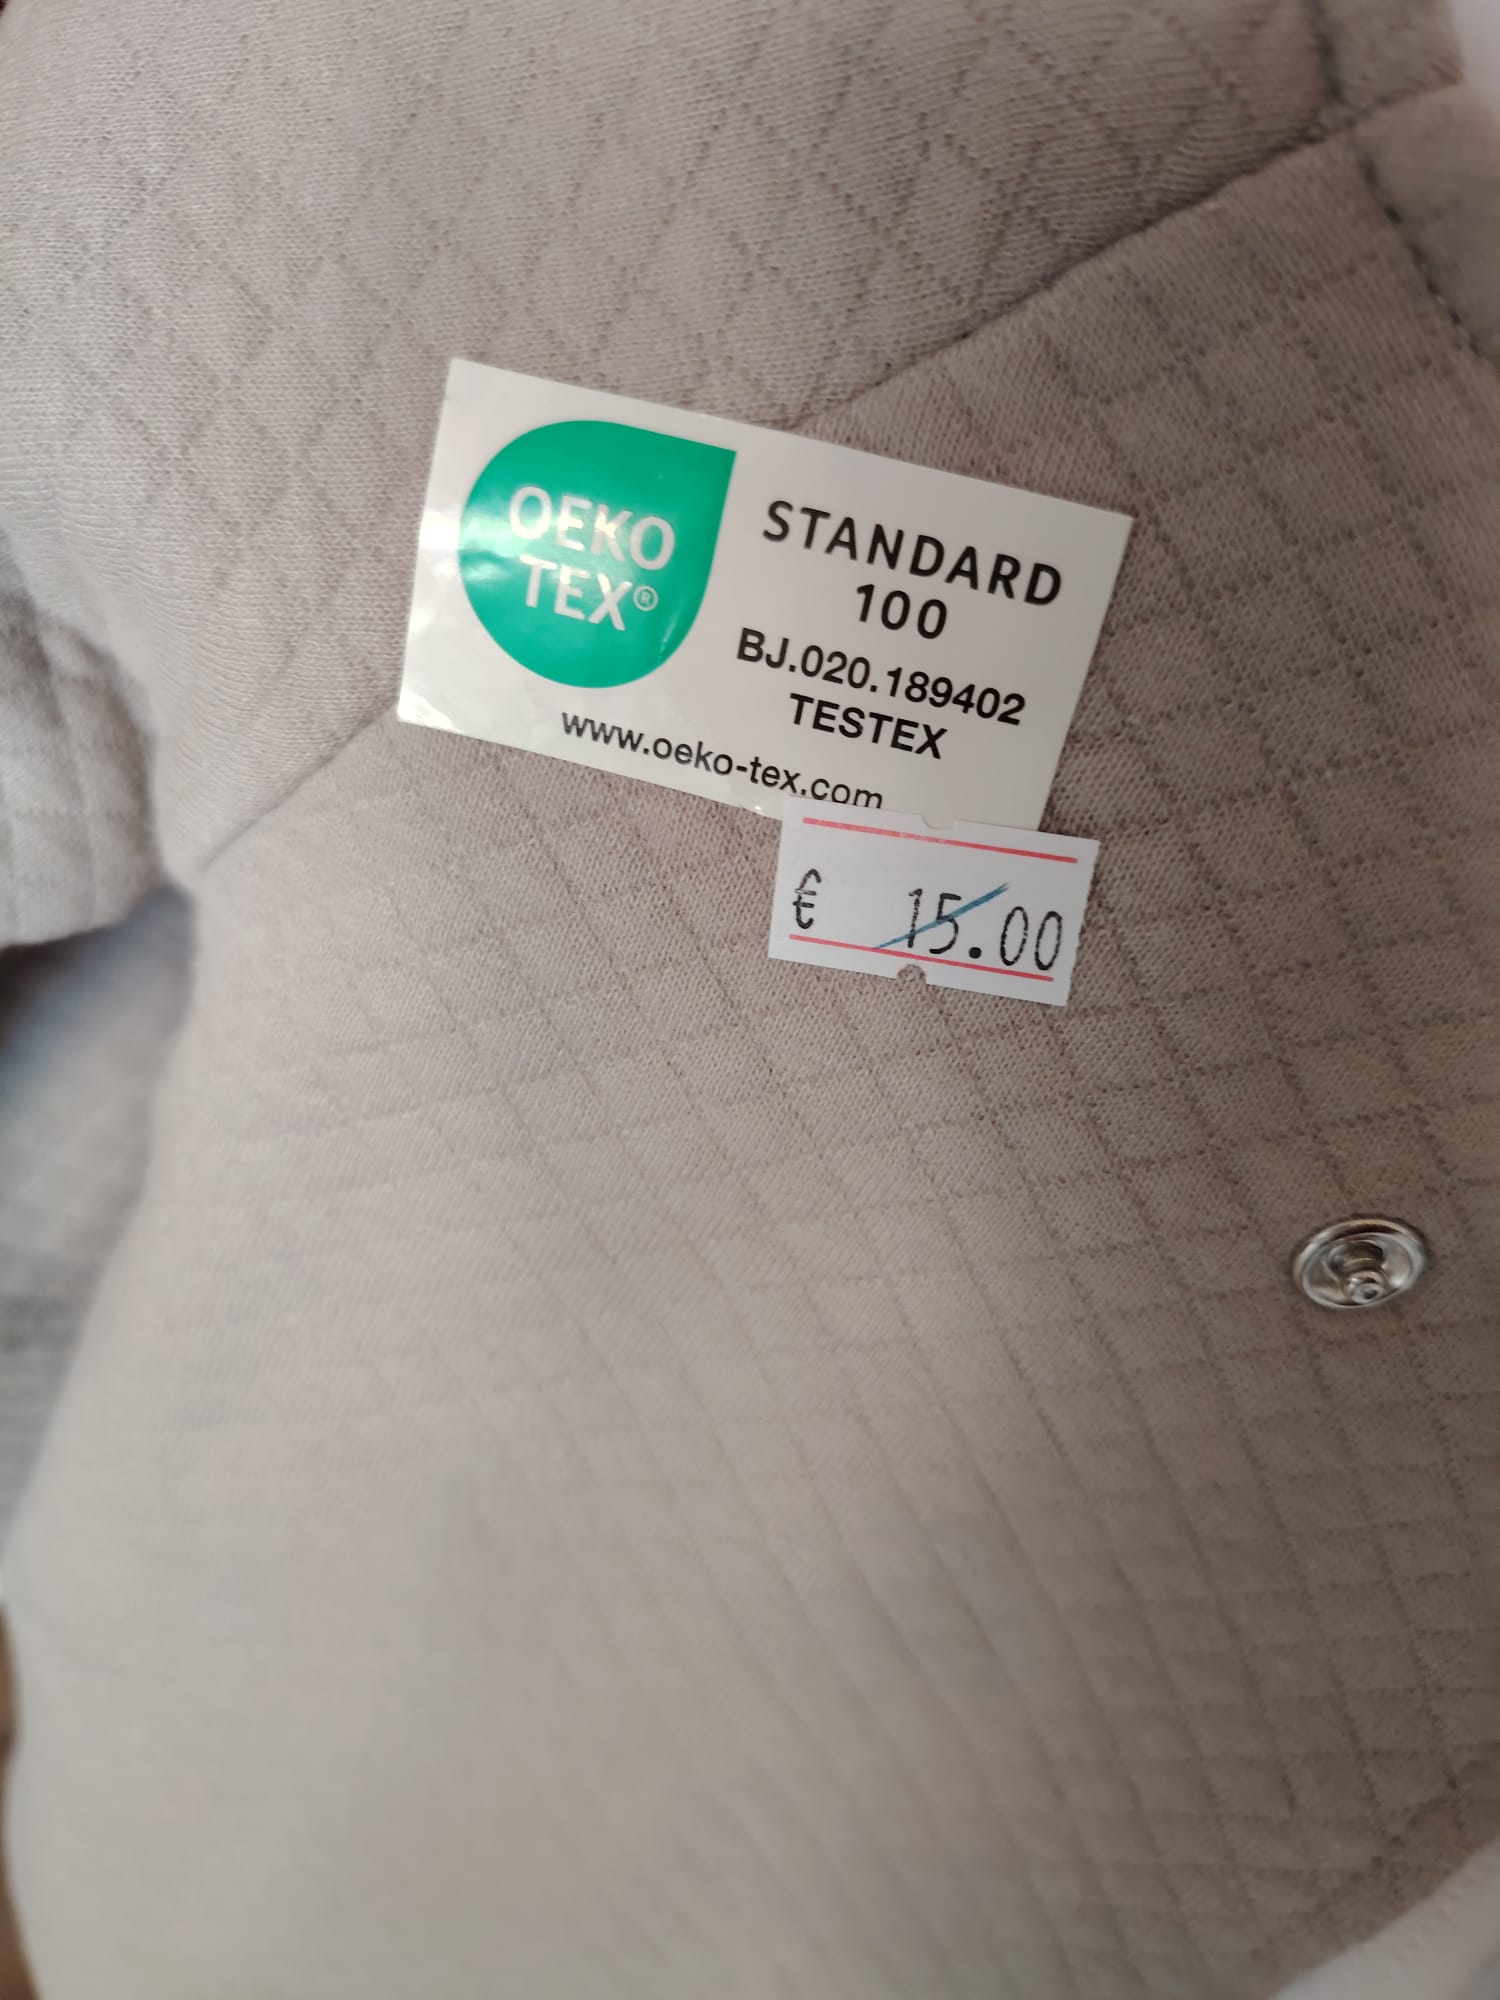 OEKO
TEX®
STANDARD
100
BJ.020.189402
TESTEX
www.oeko-tex.com
€ 15.00